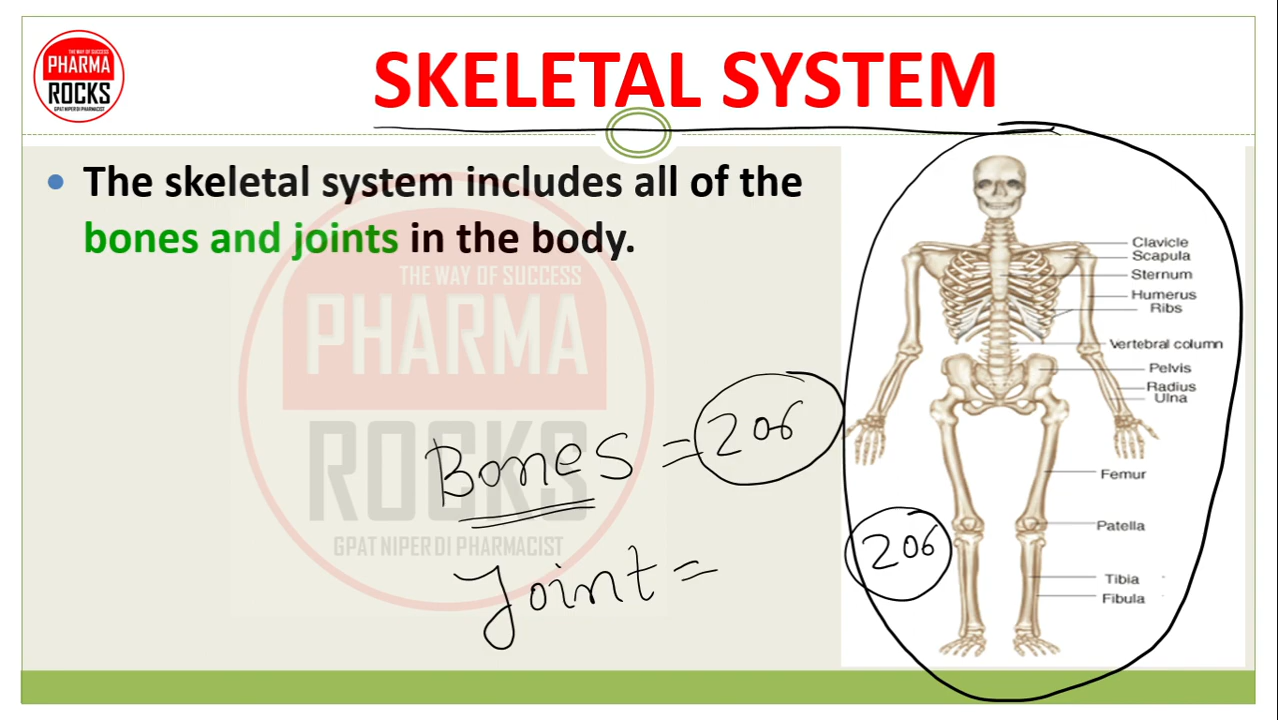 THE WAY OF SUCCESS
PHARMA
ROCKS
GPAT NIPER DI PHARMACIST
SKELETAL SYSTEM
• The skeletal system includes all of the
bones and joints in the body.
THE WAY OF SUCCESS
PHARMA
ROCKS
GPAT NIPER DI PHARMACIST
Bones = 206
Joint =
206
Clavicle
Scapula
Sternum
Humerus
Ribs
Vertebral column
Pelvis
Radius
Ulna
Femur
Patella
Tibia
Fibula